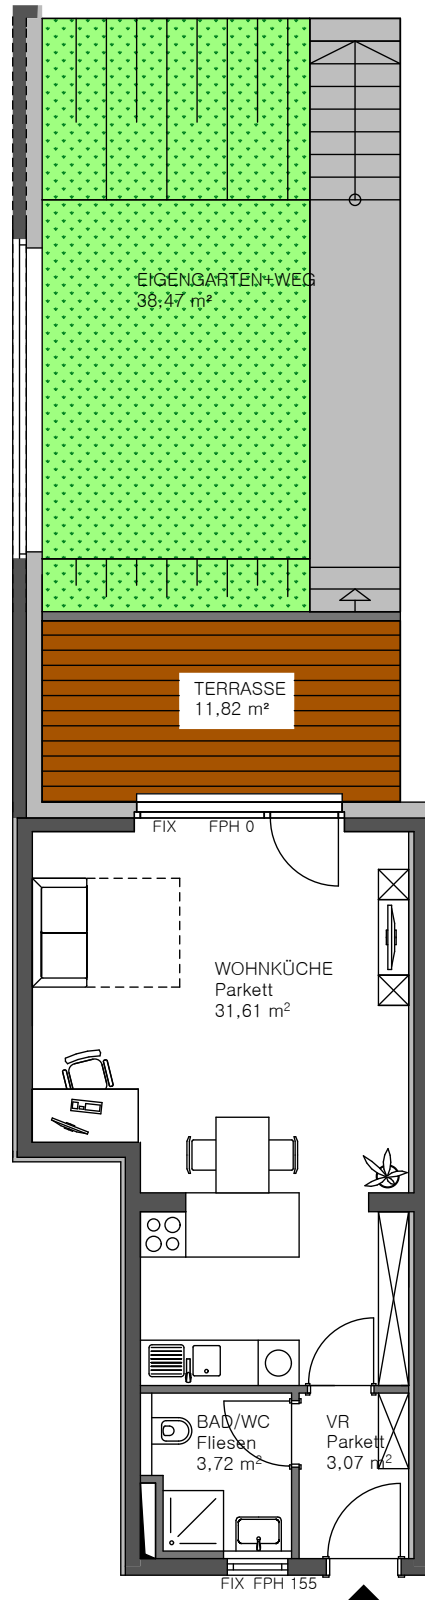 EIGENGARTEN+WEG
38,47 m²
TERRASSE
11,82 m²
FIX FPH 0
WOHNKÜCHE
Parkett
31,61 m²
BAD/WC
Fliesen
3,72 m²
VR
Parkett
3,07 m²
FIX FPH 155